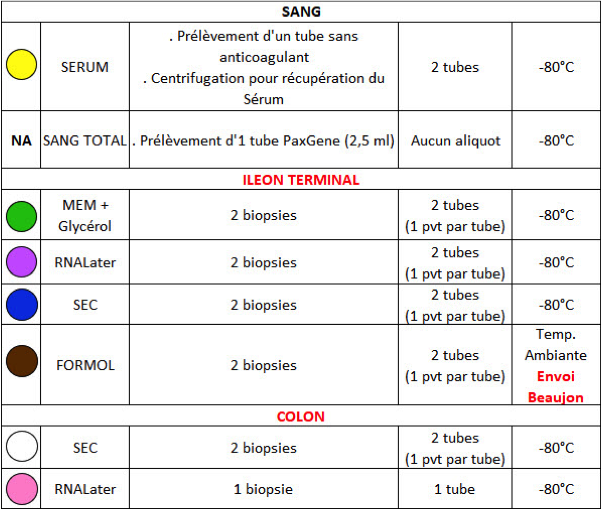 SANG
SERUM
. Prélèvement d'un tube sans
anticoagulant
. Centrifugation pour récupération du
Sérum
2 tubes
-80°C
NA
SANG TOTAL
. Prélèvement d'1 tube PaxGene (2,5 ml)
Aucun aliquot
-80°C
ILEON TERMINAL
MEM +
Glycérol
2 biopsies
2 tubes
(1 pvt par tube)
-80°C
RNALater
2 biopsies
2 tubes
(1 pvt par tube)
-80°C
SEC
2 biopsies
2 tubes
(1 pvt par tube)
-80°C
FORMOL
2 biopsies
2 tubes
(1 pvt par tube)
Temp.
Ambiante
Envoi
Beaujon
COLON
SEC
2 biopsies
2 tubes
(1 pvt par tube)
-80°C
RNALater
1 biopsie
1 tube
-80°C